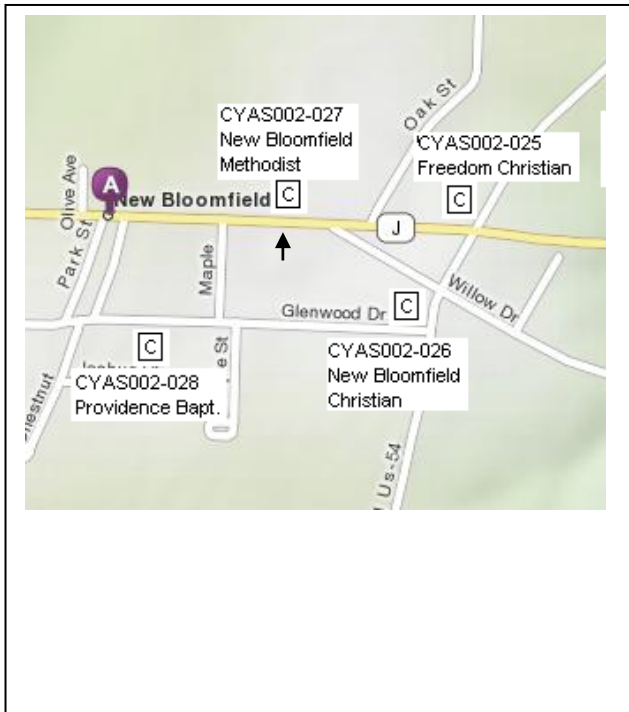 CYAS002-027
New Bloomfield
Methodist
C
Oak St
CYAS002-025
Freedom Christian
C
Olive Ave
A
New Bloomfield
J
Park St
Maple
Willow Dr
Glenwood Dr
C
C
CYAS002-026
New Bloomfield
Christian
CYAS002-028
Providence Bapt.
US-54